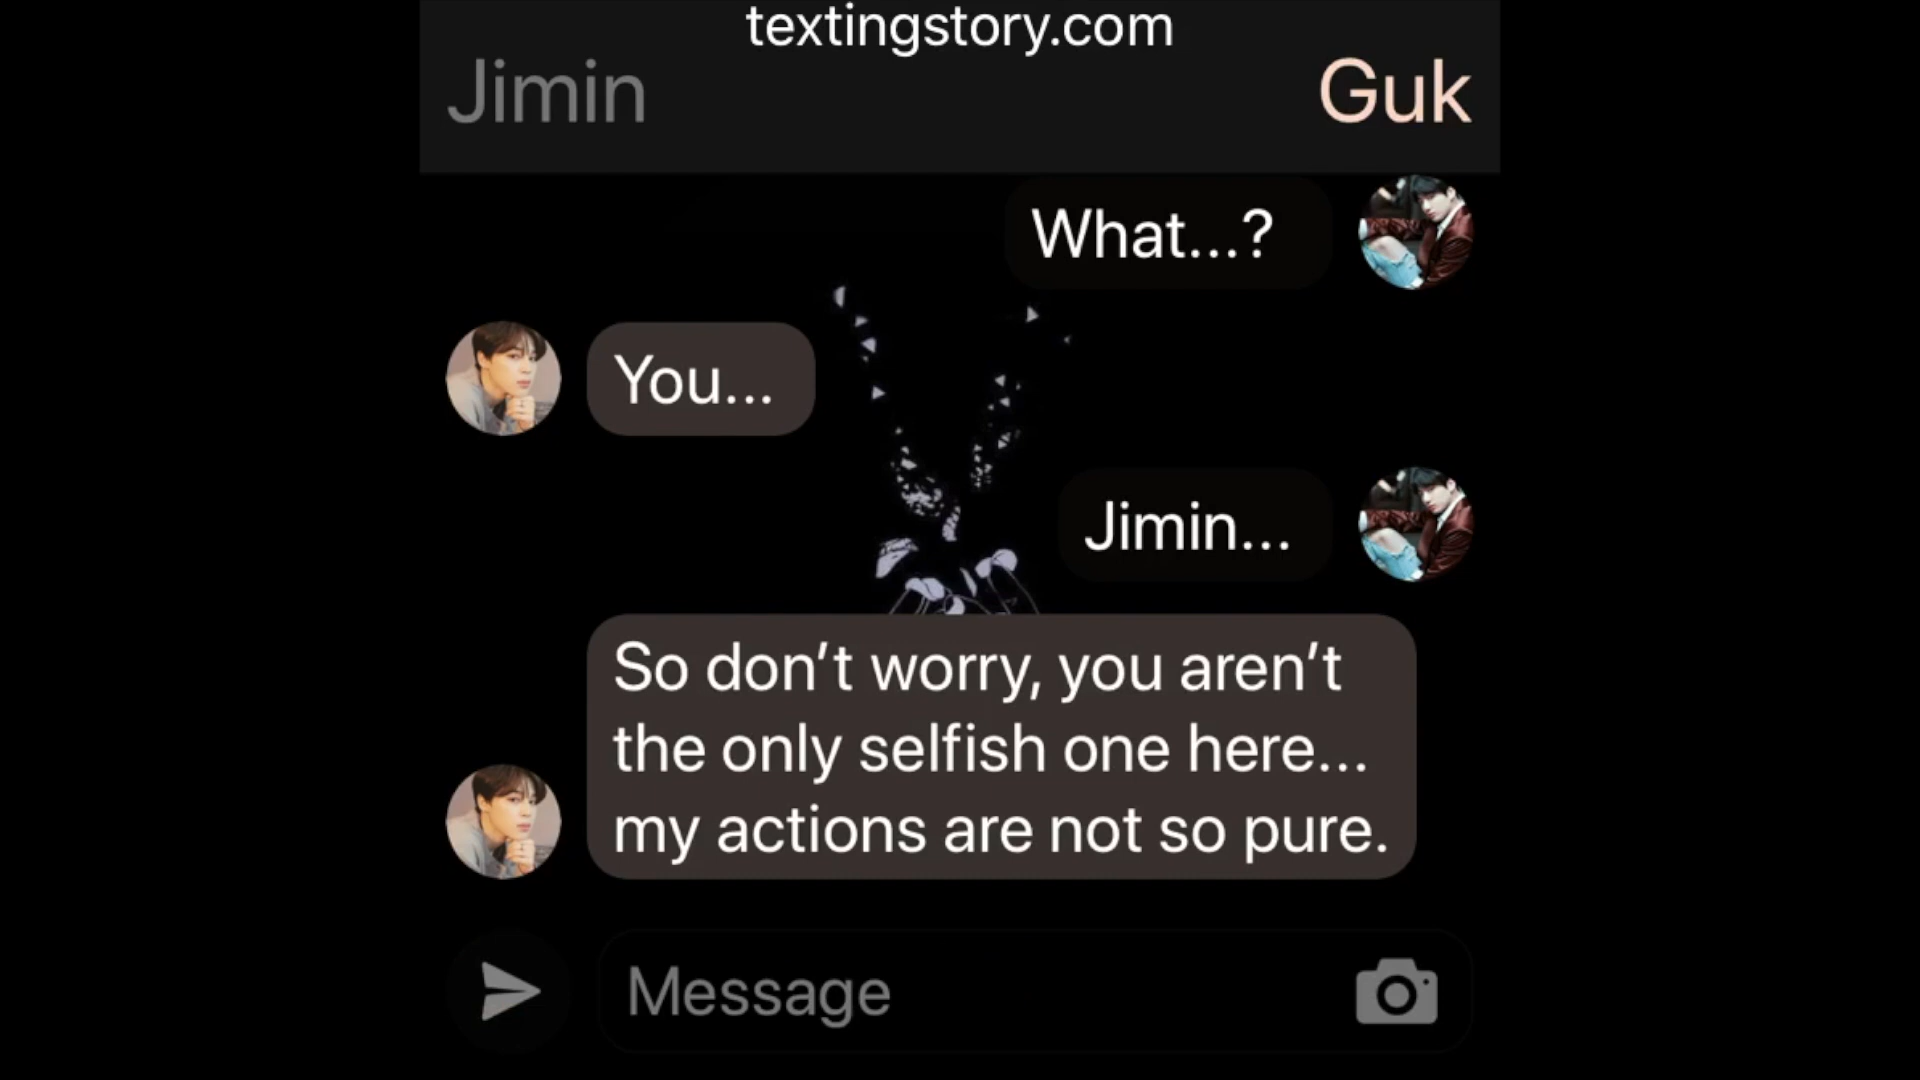 textingstory.com
Jimin
Guk
What...?
You...
Jimin...
So don’t worry, you aren’t
the only selfish one here...
my actions are not so pure.
Message